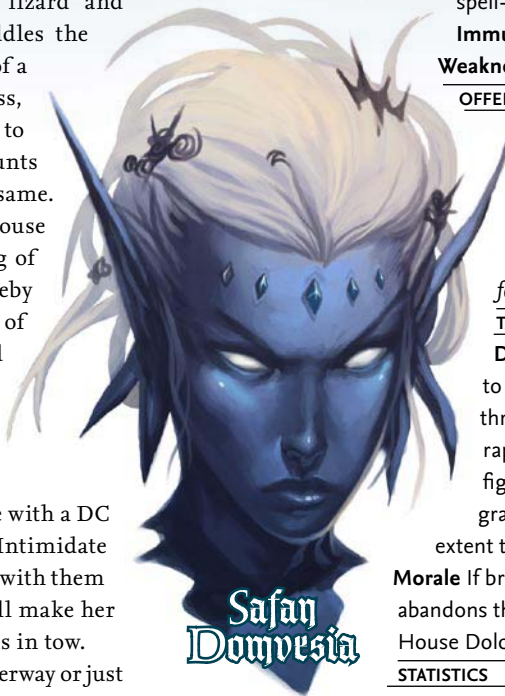 lizard and
ddles the
of a
ss,
to
unts
same.
ouse
g of
eby
of
e with a DC
Intimidate
with them
ll make her
s in tow.
erway or just
Safan
Domvesia
spell-
Immu
Weakne
OFFE
T
D
to
thr
rap
fig
gra
extent t
Morale If br
abandons th
House Dolo
STATISTICS